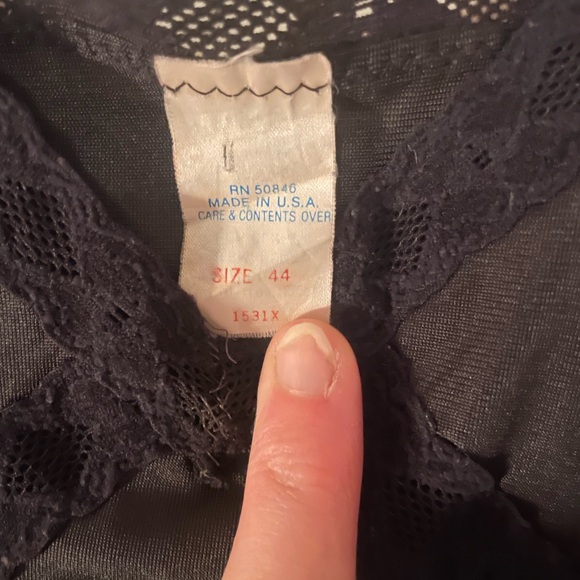 RN 50846
MADE IN U.S.A.
CARE & CONTENTS OVER
SIZE 44
1531X